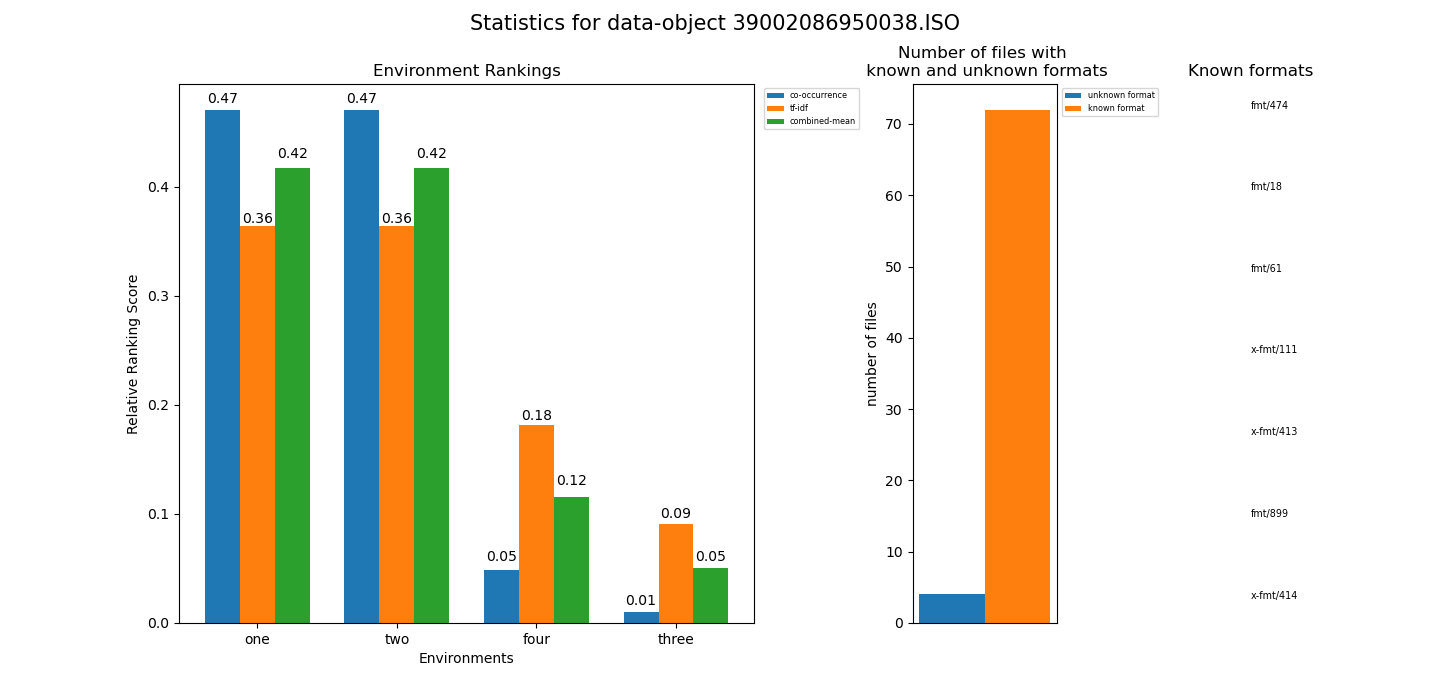 Statistics for data-object 39002086950038.ISO
Environment Rankings
Relative Ranking Score
0.4
0.3
0.2
0.1
0.0
0.47
0.36
0.42
0.47
0.36
0.42
0.05
0.18
0.12
0.01
0.09
0.05
one
two
four
three
Environments
co-occurrence
tf-idf
combined-mean
Number of files with
known and unknown formats
number of files
70
60
50
40
30
20
10
0
unknown format
known format
Known formats
fmt/474
fmt/18
fmt/61
x-fmt/111
x-fmt/413
fmt/899
x-fmt/414